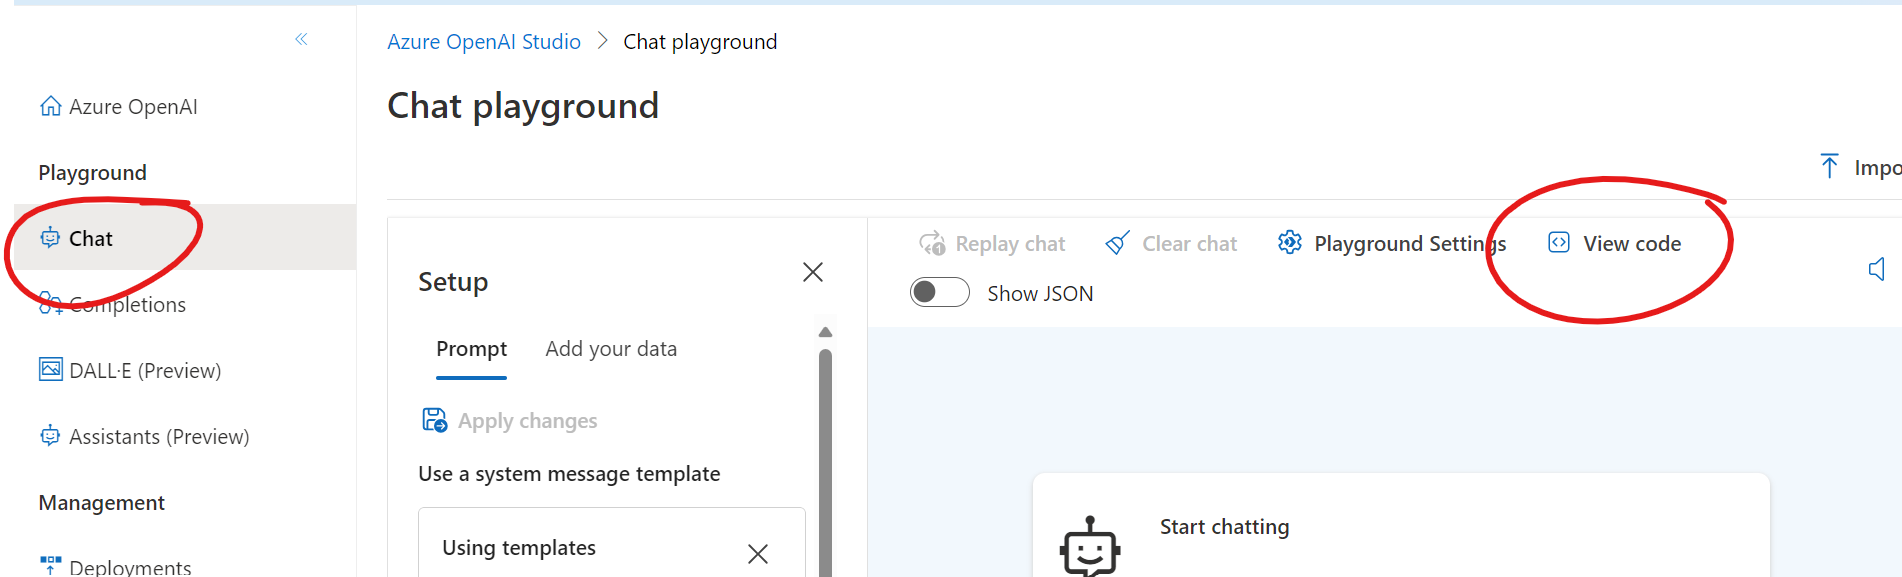 Azure OpenAI
Playground
Chat
Completions
DALL·E (Preview)
Assistants (Preview)
Management
Deployments
Azure OpenAI Studio > Chat playground
Chat playground
Impo
Setup
Prompt Add your data
Apply changes
Use a system message template
Using templates
Replay chat Clear chat Playground Settings View code
Show JSON
Start chatting